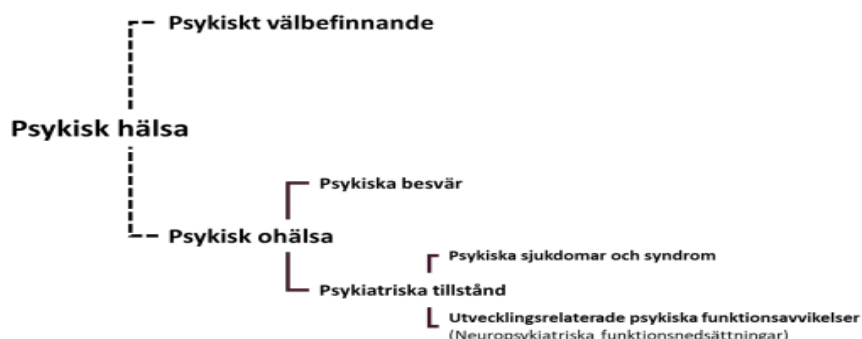 Psykiskt välbefinnande
Psykisk hälsa
Psykiska besvär
Psykisk ohälsa
Psykiska sjukdomar och syndrom
Psykiatriska tillstånd
Utvecklingsrelaterade psykiska funktionsavvikelser
(Neuropsykiatriska funktionsnedsättningar)